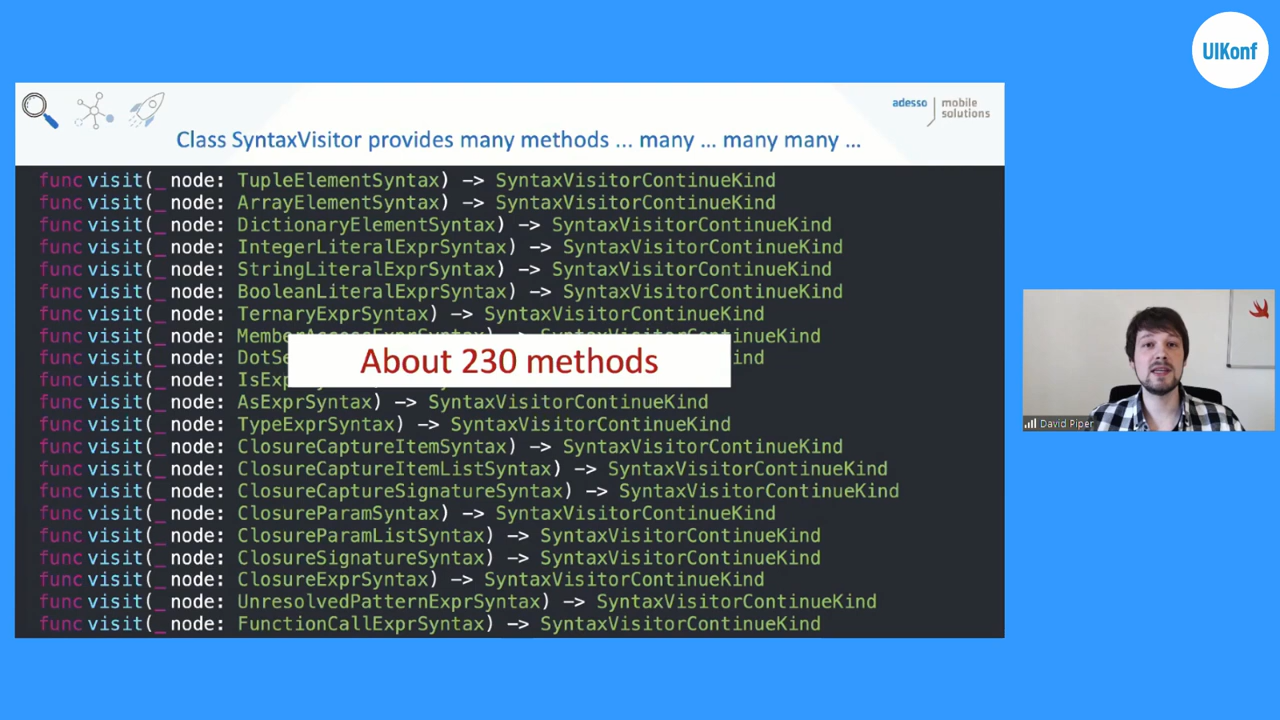 UIKonf
adesso
mobile
solutions
Class SyntaxVisitor provides many methods ... many ... many many ...
func visit(_ node: TupleElementSyntax) -> SyntaxVisitorContinueKind
func visit(_ node: ArrayElementSyntax) -> SyntaxVisitorContinueKind
func visit(_ node: DictionaryElementSyntax) -> SyntaxVisitorContinueKind
func visit(_ node: IntegerLiteralExprSyntax) -> SyntaxVisitorContinueKind
func visit(_ node: StringLiteralExprSyntax) -> SyntaxVisitorContinueKind
func visit(_ node: BooleanLiteralExprSyntax) -> SyntaxVisitorContinueKind
func visit(_ node: TernaryExprSyntax) -> SyntaxVisitorContinueKind
func visit(_ node: MemberAccessExprSyntax) -> SyntaxVisitorContinueKind
func visit(_ node:
About 230 methods
func visit(_ node:
func visit(_ node: AsExprSyntax) -> SyntaxVisitorContinueKind
func visit(_ node: TypeExprSyntax) -> SyntaxVisitorContinueKind
func visit(_ node: ClosureCaptureItemSyntax) -> SyntaxVisitorContinueKind
func visit(_ node: ClosureCaptureItemListSyntax) -> SyntaxVisitorContinueKind
func visit(_ node: ClosureCaptureSignatureSyntax) -> SyntaxVisitorContinueKind
func visit(_ node: ClosureParamSyntax) -> SyntaxVisitorContinueKind
func visit(_ node: ClosureParamListSyntax) -> SyntaxVisitorContinueKind
func visit(_ node: ClosureSignatureSyntax) -> SyntaxVisitorContinueKind
func visit(_ node: ClosureExprSyntax) -> SyntaxVisitorContinueKind
func visit(_ node: UnresolvedPatternExprSyntax) -> SyntaxVisitorContinueKind
func visit(_ node: FunctionCallExprSyntax) -> SyntaxVisitorContinueKind
David Piper